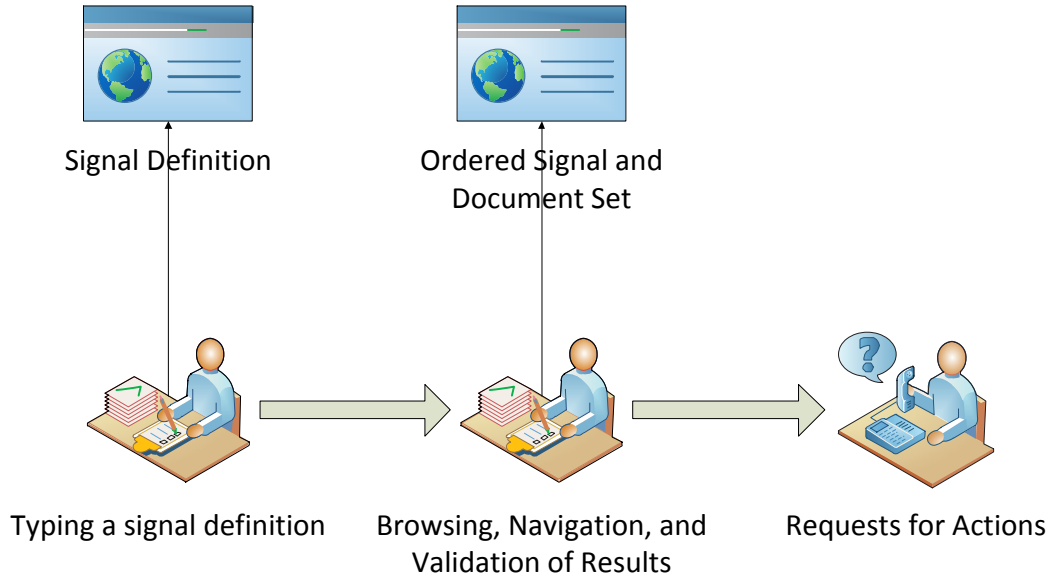 Signal Definition
Ordered Signal and
Document Set
?
Typing a signal definition
Browsing, Navigation, and
Validation of Results
Requests for Actions